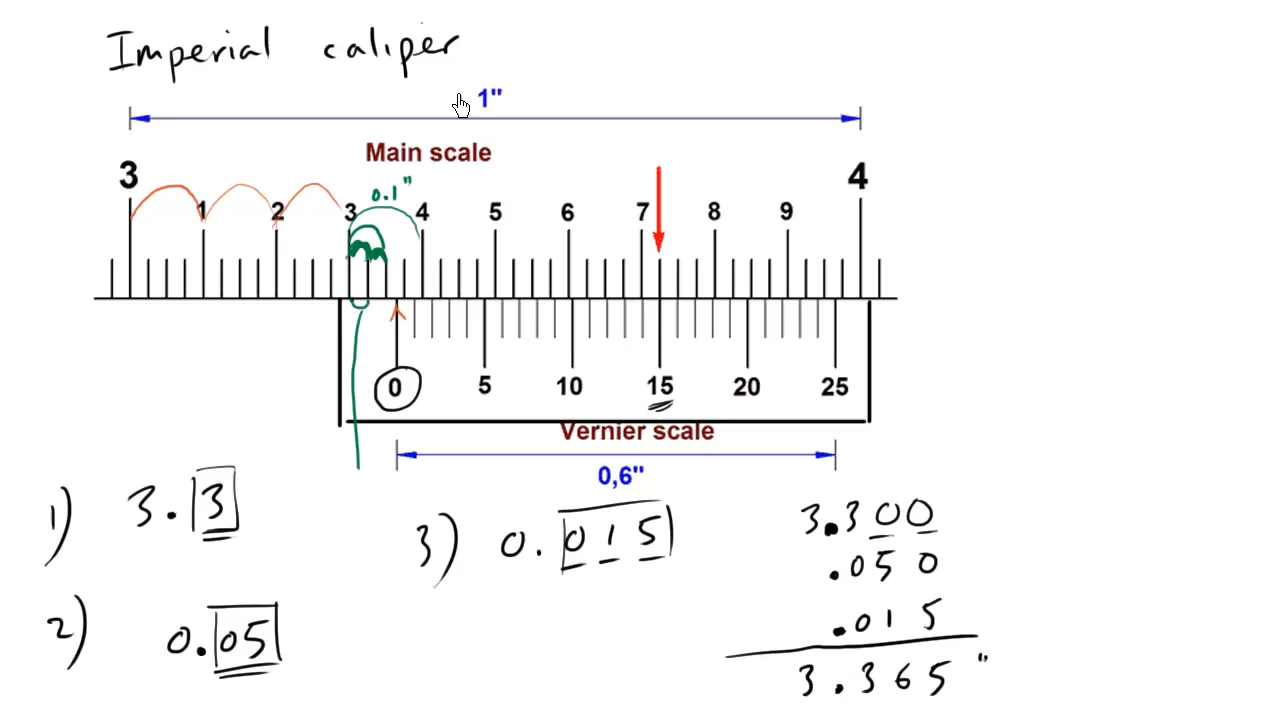 Imperial caliper
1"
Main scale
3 4
0.1"
1 2 3 4 5 6 7 8 9
0 5 10 15 20 25
Vernier scale
0,6"
1) 3.3
2) 0.05
3) 0.015
3.300
.050
.015
3.365"